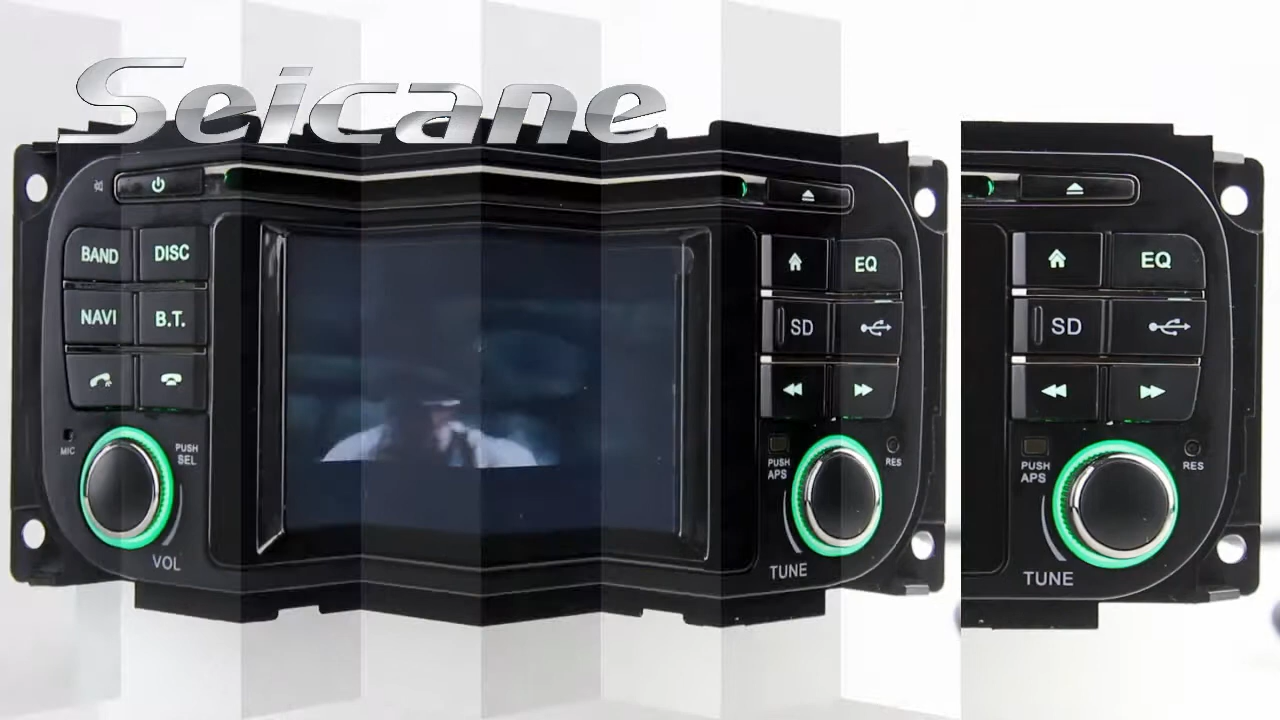 Seicane
BAND DISC
NAVI B.T.
MIC
PUSH
SEL
VOL
EQ
SD
PUSH
APS
RES
TUNE
EQ
SD
PUSH
APS
RES
TUNE